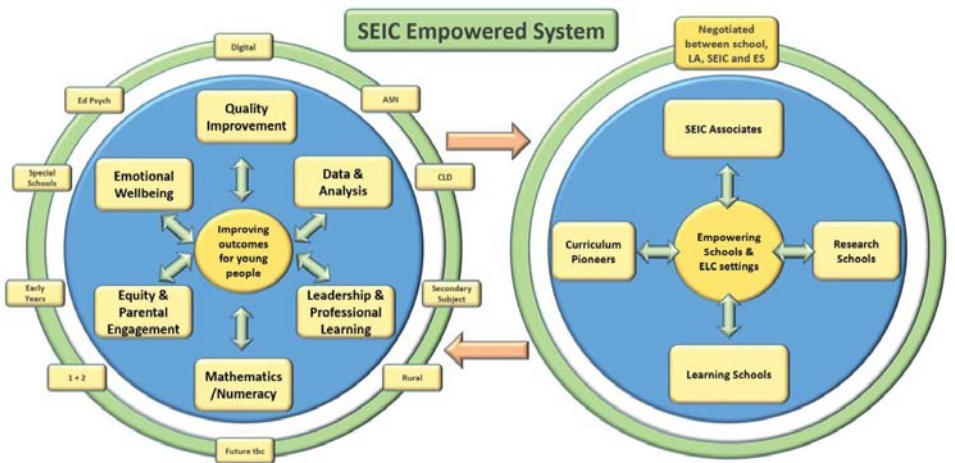 SEIC Empowered System
Digital
Ed Psych
ASN
Special
Schools
CLD
Early
Years
Secondary
Subject
1 + 2
Rural
Future tbc
Quality
Improvement
Emotional
Wellbeing
Data &
Analysis
Improving
outcomes
for young
people
Equity &
Parental
Engagement
Leadership &
Professional
Learning
Mathematics
/Numeracy
Negotiated
between school,
LA, SEIC and ES
SEIC Associates
Curriculum
Pioneers
Empowering
Schools &
ELC settings
Research
Schools
Learning Schools